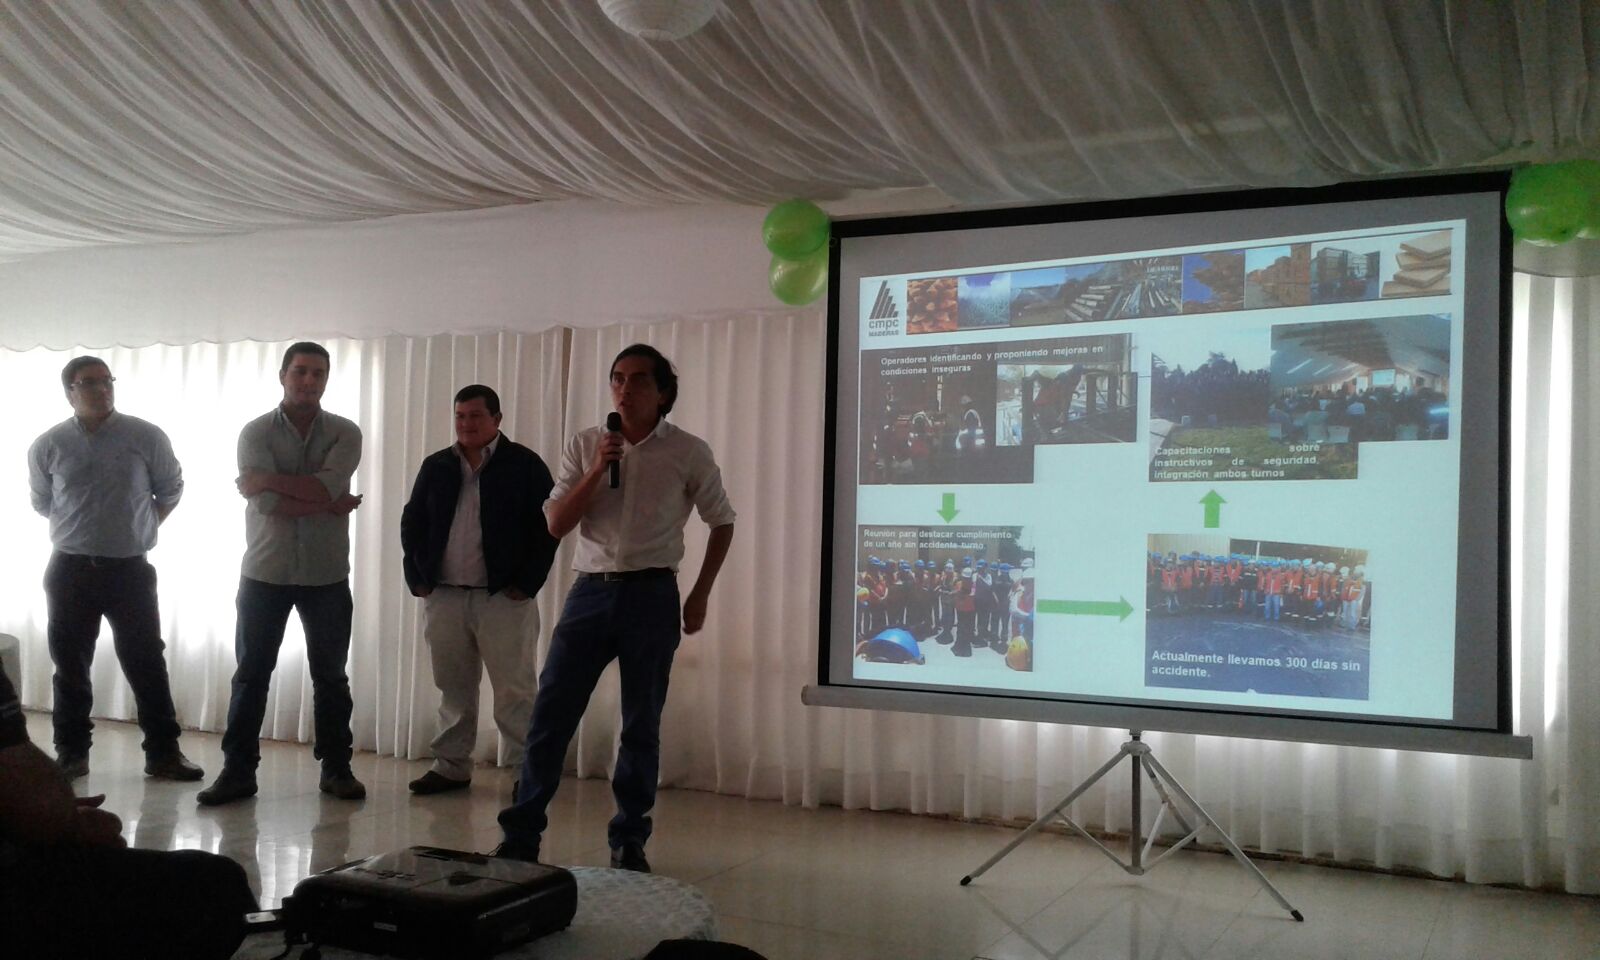 cmpc
MADERAS
Operadores identificando y proponiendo mejoras en
condiciones inseguras
Capacitaciones sobre
instructivos de seguridad,
integración ambos turnos
Reunión para destacar cumplimiento
de un año sin accidente turno
Actualmente llevamos 300 días sin
accidente.